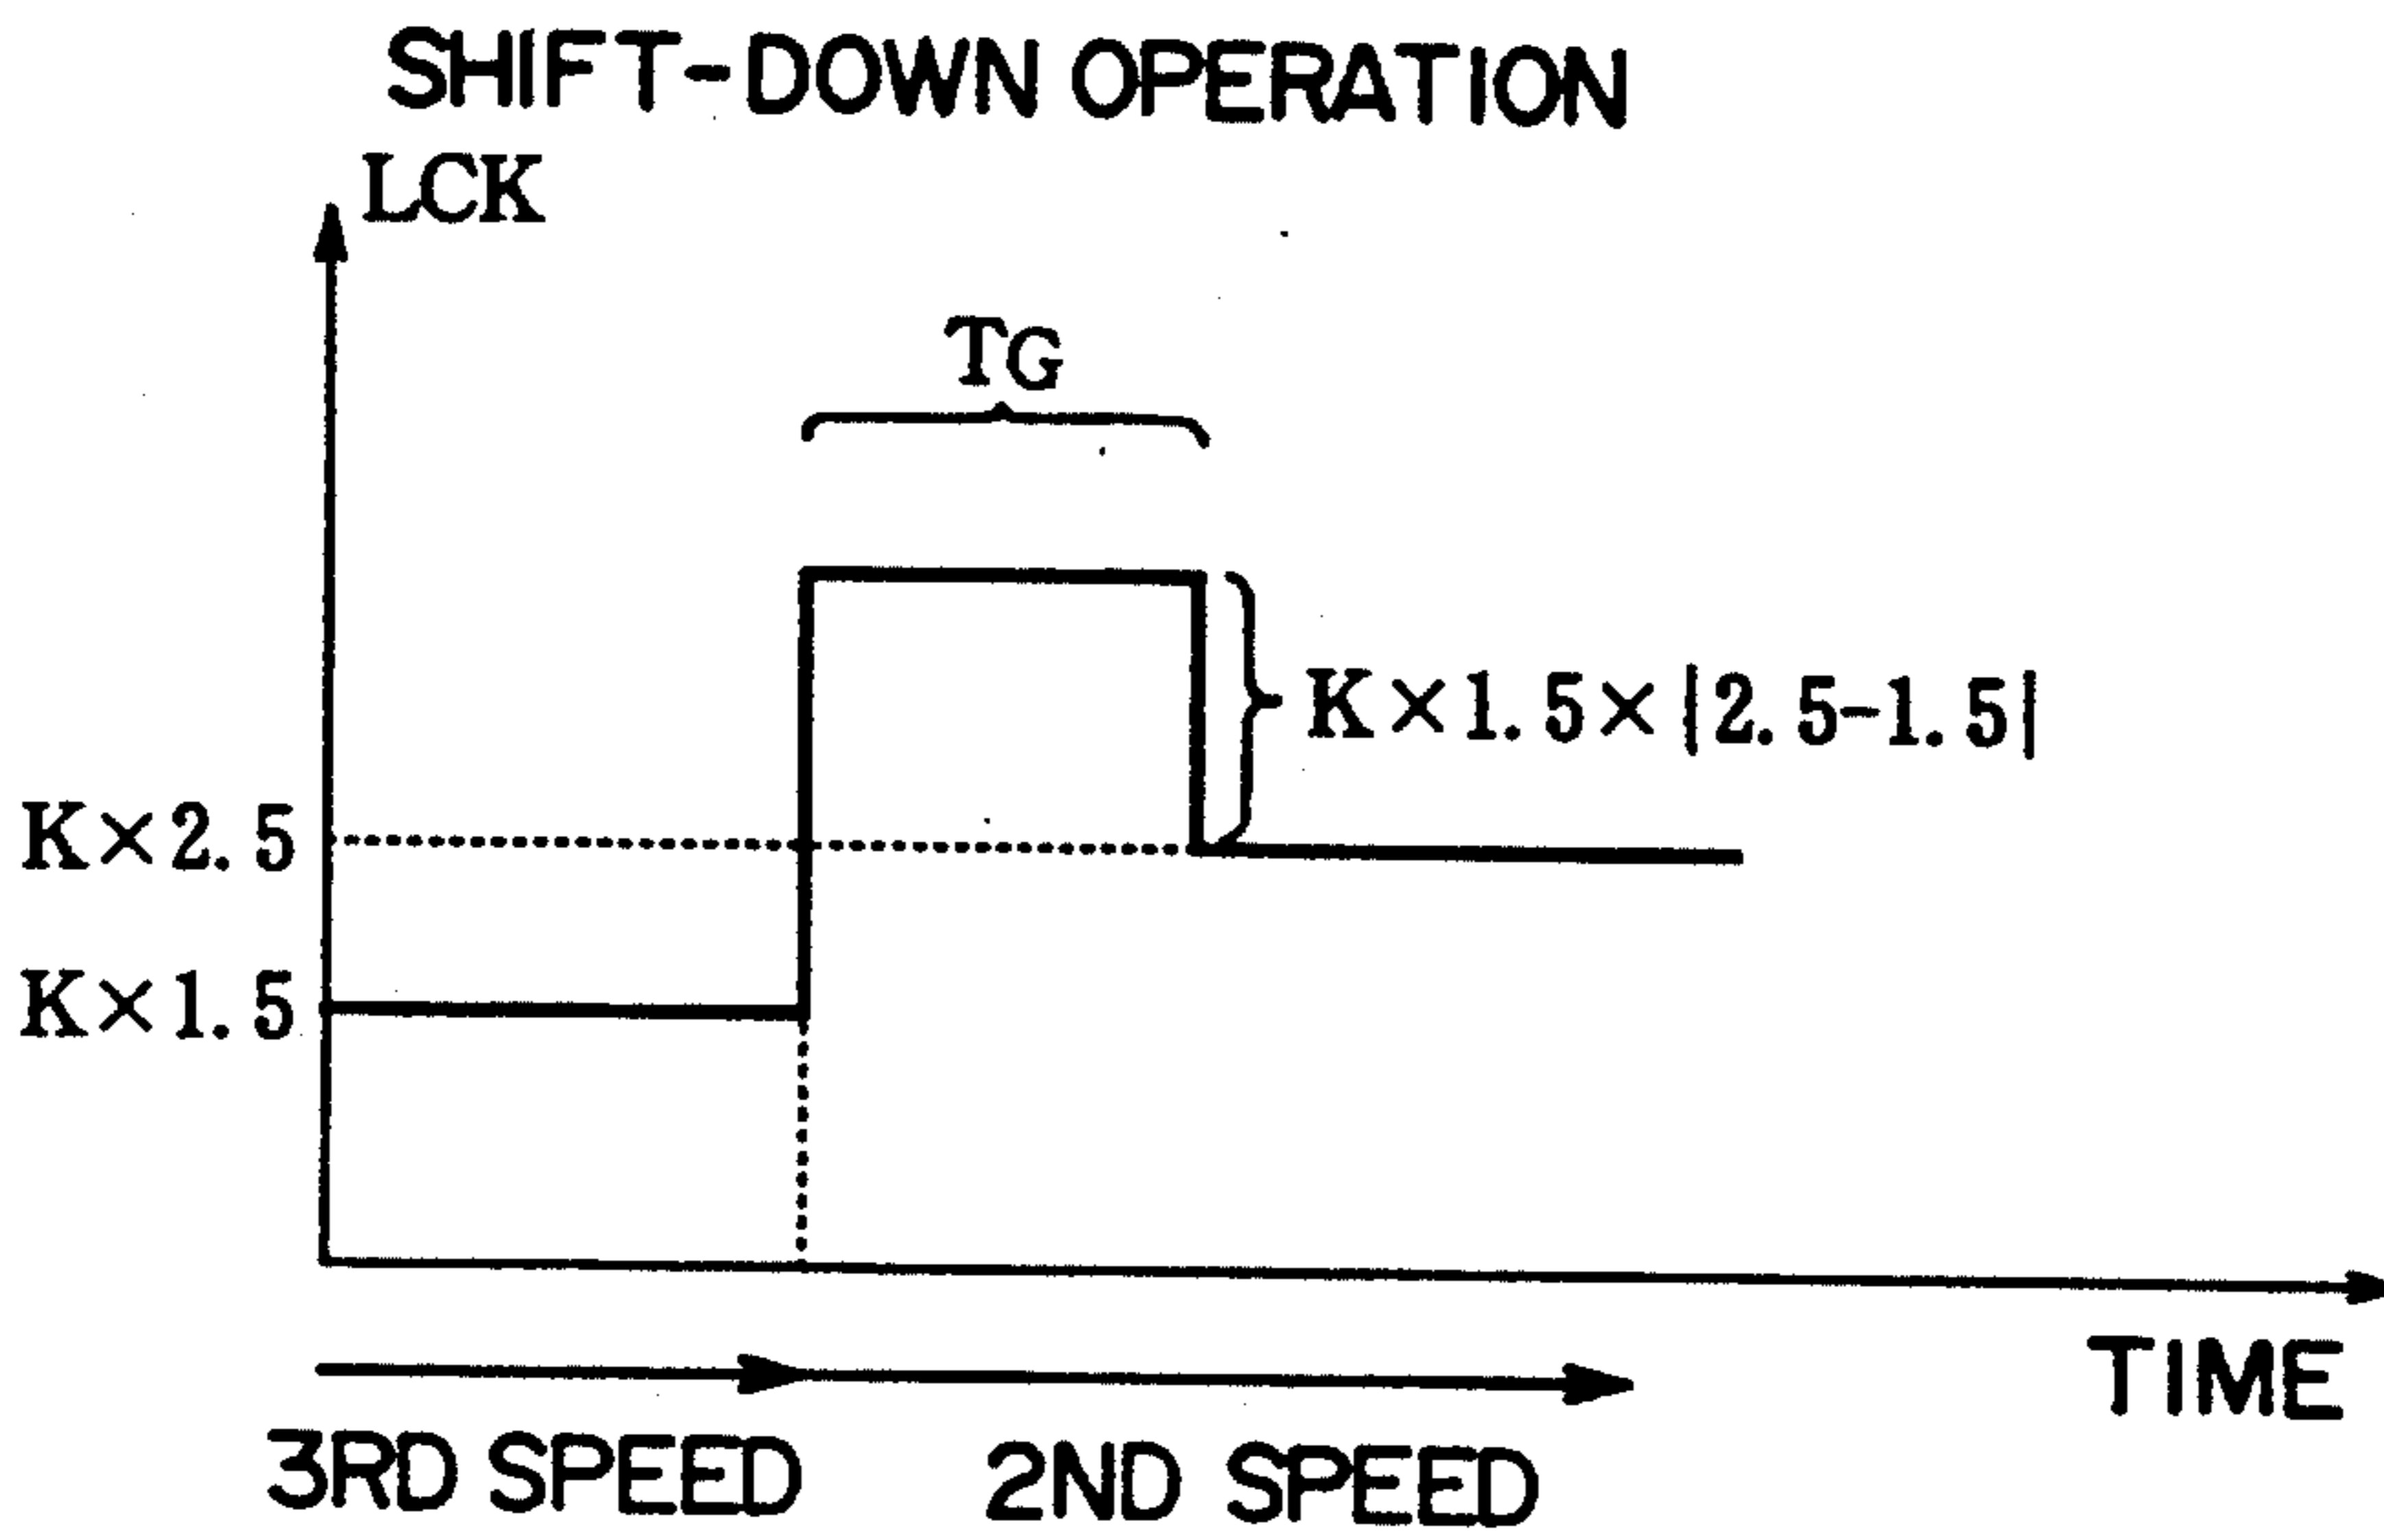 SHIFT-DOWN OPERATION
LCK
TG
K×1.5×|2.5-1.5|
K×2.5
K×1.5
TIME
3RD SPEED 2ND SPEED